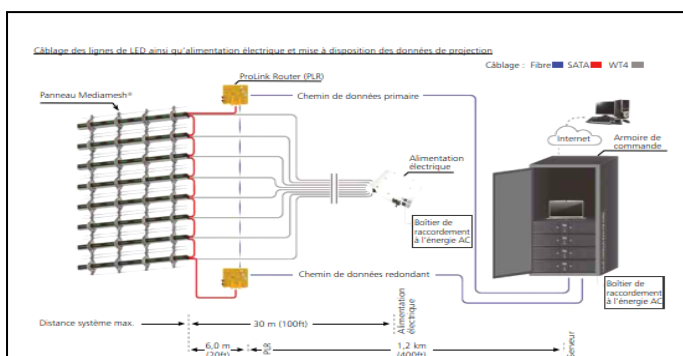 Câblage des lignes de LED ainsi qu'alimentation électrique et mise à disposition des données de projection
Câblage : Fibre SATA WT4
ProLink Router (PLR)
Panneau Mediamesh®
Chemin de données primaire
Internet
Armoire de
commande
Alimentation
électrique
Boîtier de
raccordement
à l'énergie AC
Chemin de données redondant
Boîtier de
raccordement
à l'énergie AC
Distance système max.
30 m (100ft)
Alimentation
électrique
6,0 m
(20ft)
PLR
1,2 km
(400ft)
Serveur